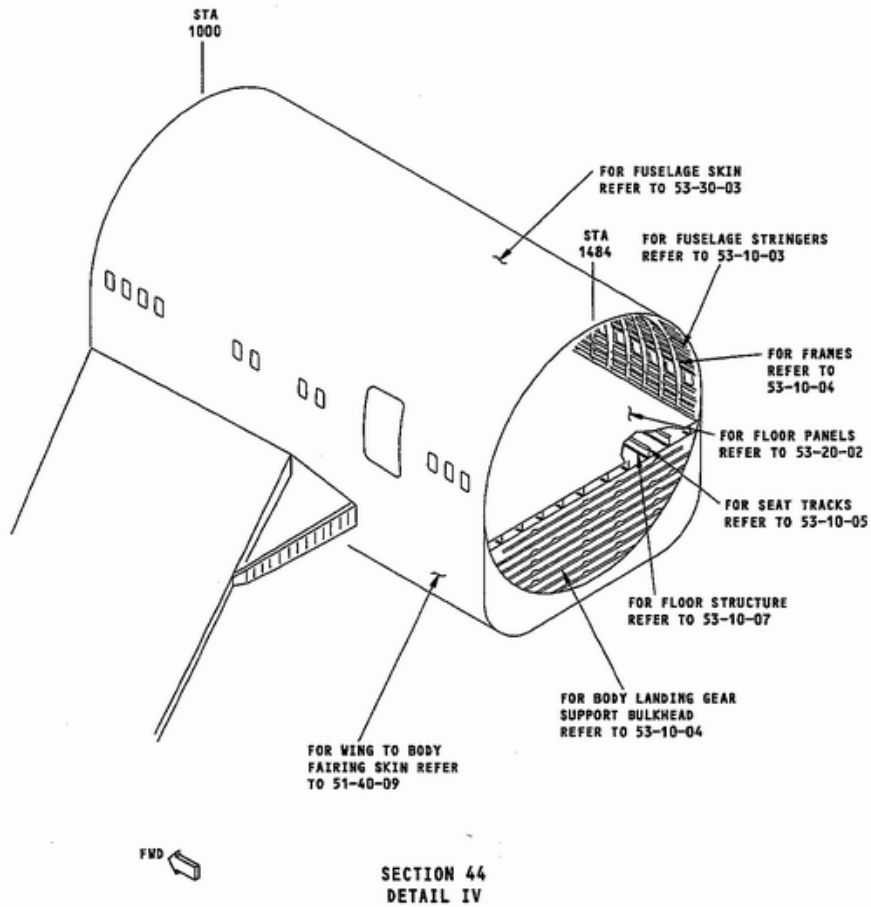 STA
1000
FOR FUSELAGE SKIN
REFER TO 53-30-03
STA
1484
FOR FUSELAGE STRINGERS
REFER TO 53-10-03
FOR FRAMES
REFER TO
53-10-04
FOR FLOOR PANELS
REFER TO 53-20-02
FOR SEAT TRACKS
REFER TO 53-10-05
FOR FLOOR STRUCTURE
REFER TO 53-10-07
FOR BODY LANDING GEAR
SUPPORT BULKHEAD
REFER TO 53-10-04
FOR WING TO BODY
FAIRING SKIN REFER
TO 51-40-09
FWD
SECTION 44
DETAIL IV